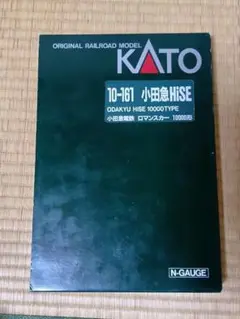 ORIGINAL RAILROAD MODEL
KATO
10-161 小田急HiSE
ODAKYU HiSE 10000TYPE
小田急電鉄 ロマンスカー 10000形
N-GAUGE